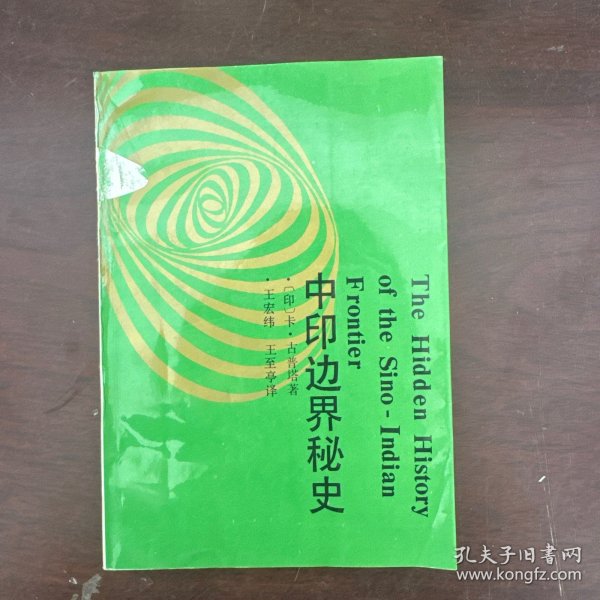 The Hidden History
of the Sino-Indian
Frontier
中印边界秘史
·〔印〕卡·古普塔著
·王宏纬 王至亭译
孔夫子旧書网
www.kongfz.com